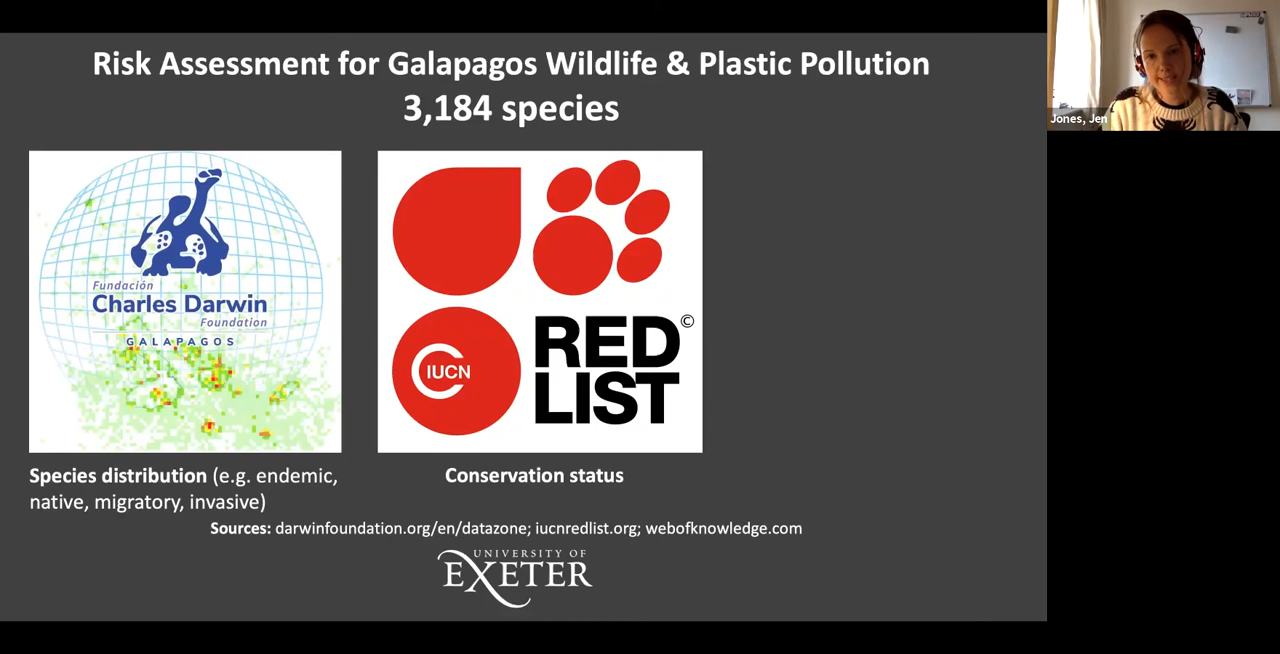 Risk Assessment for Galapagos Wildlife & Plastic Pollution
3,184 species
Jones, Jen
Fundación
Charles Darwin
Foundation
GALAPAGOS
IUCN
RED
LIST
©
Species distribution (e.g. endemic,
native, migratory, invasive)
Conservation status
Sources: darwinfoundation.org/en/datazone; iucnredlist.org; webofknowledge.com
UNIVERSITY OF
EXETER